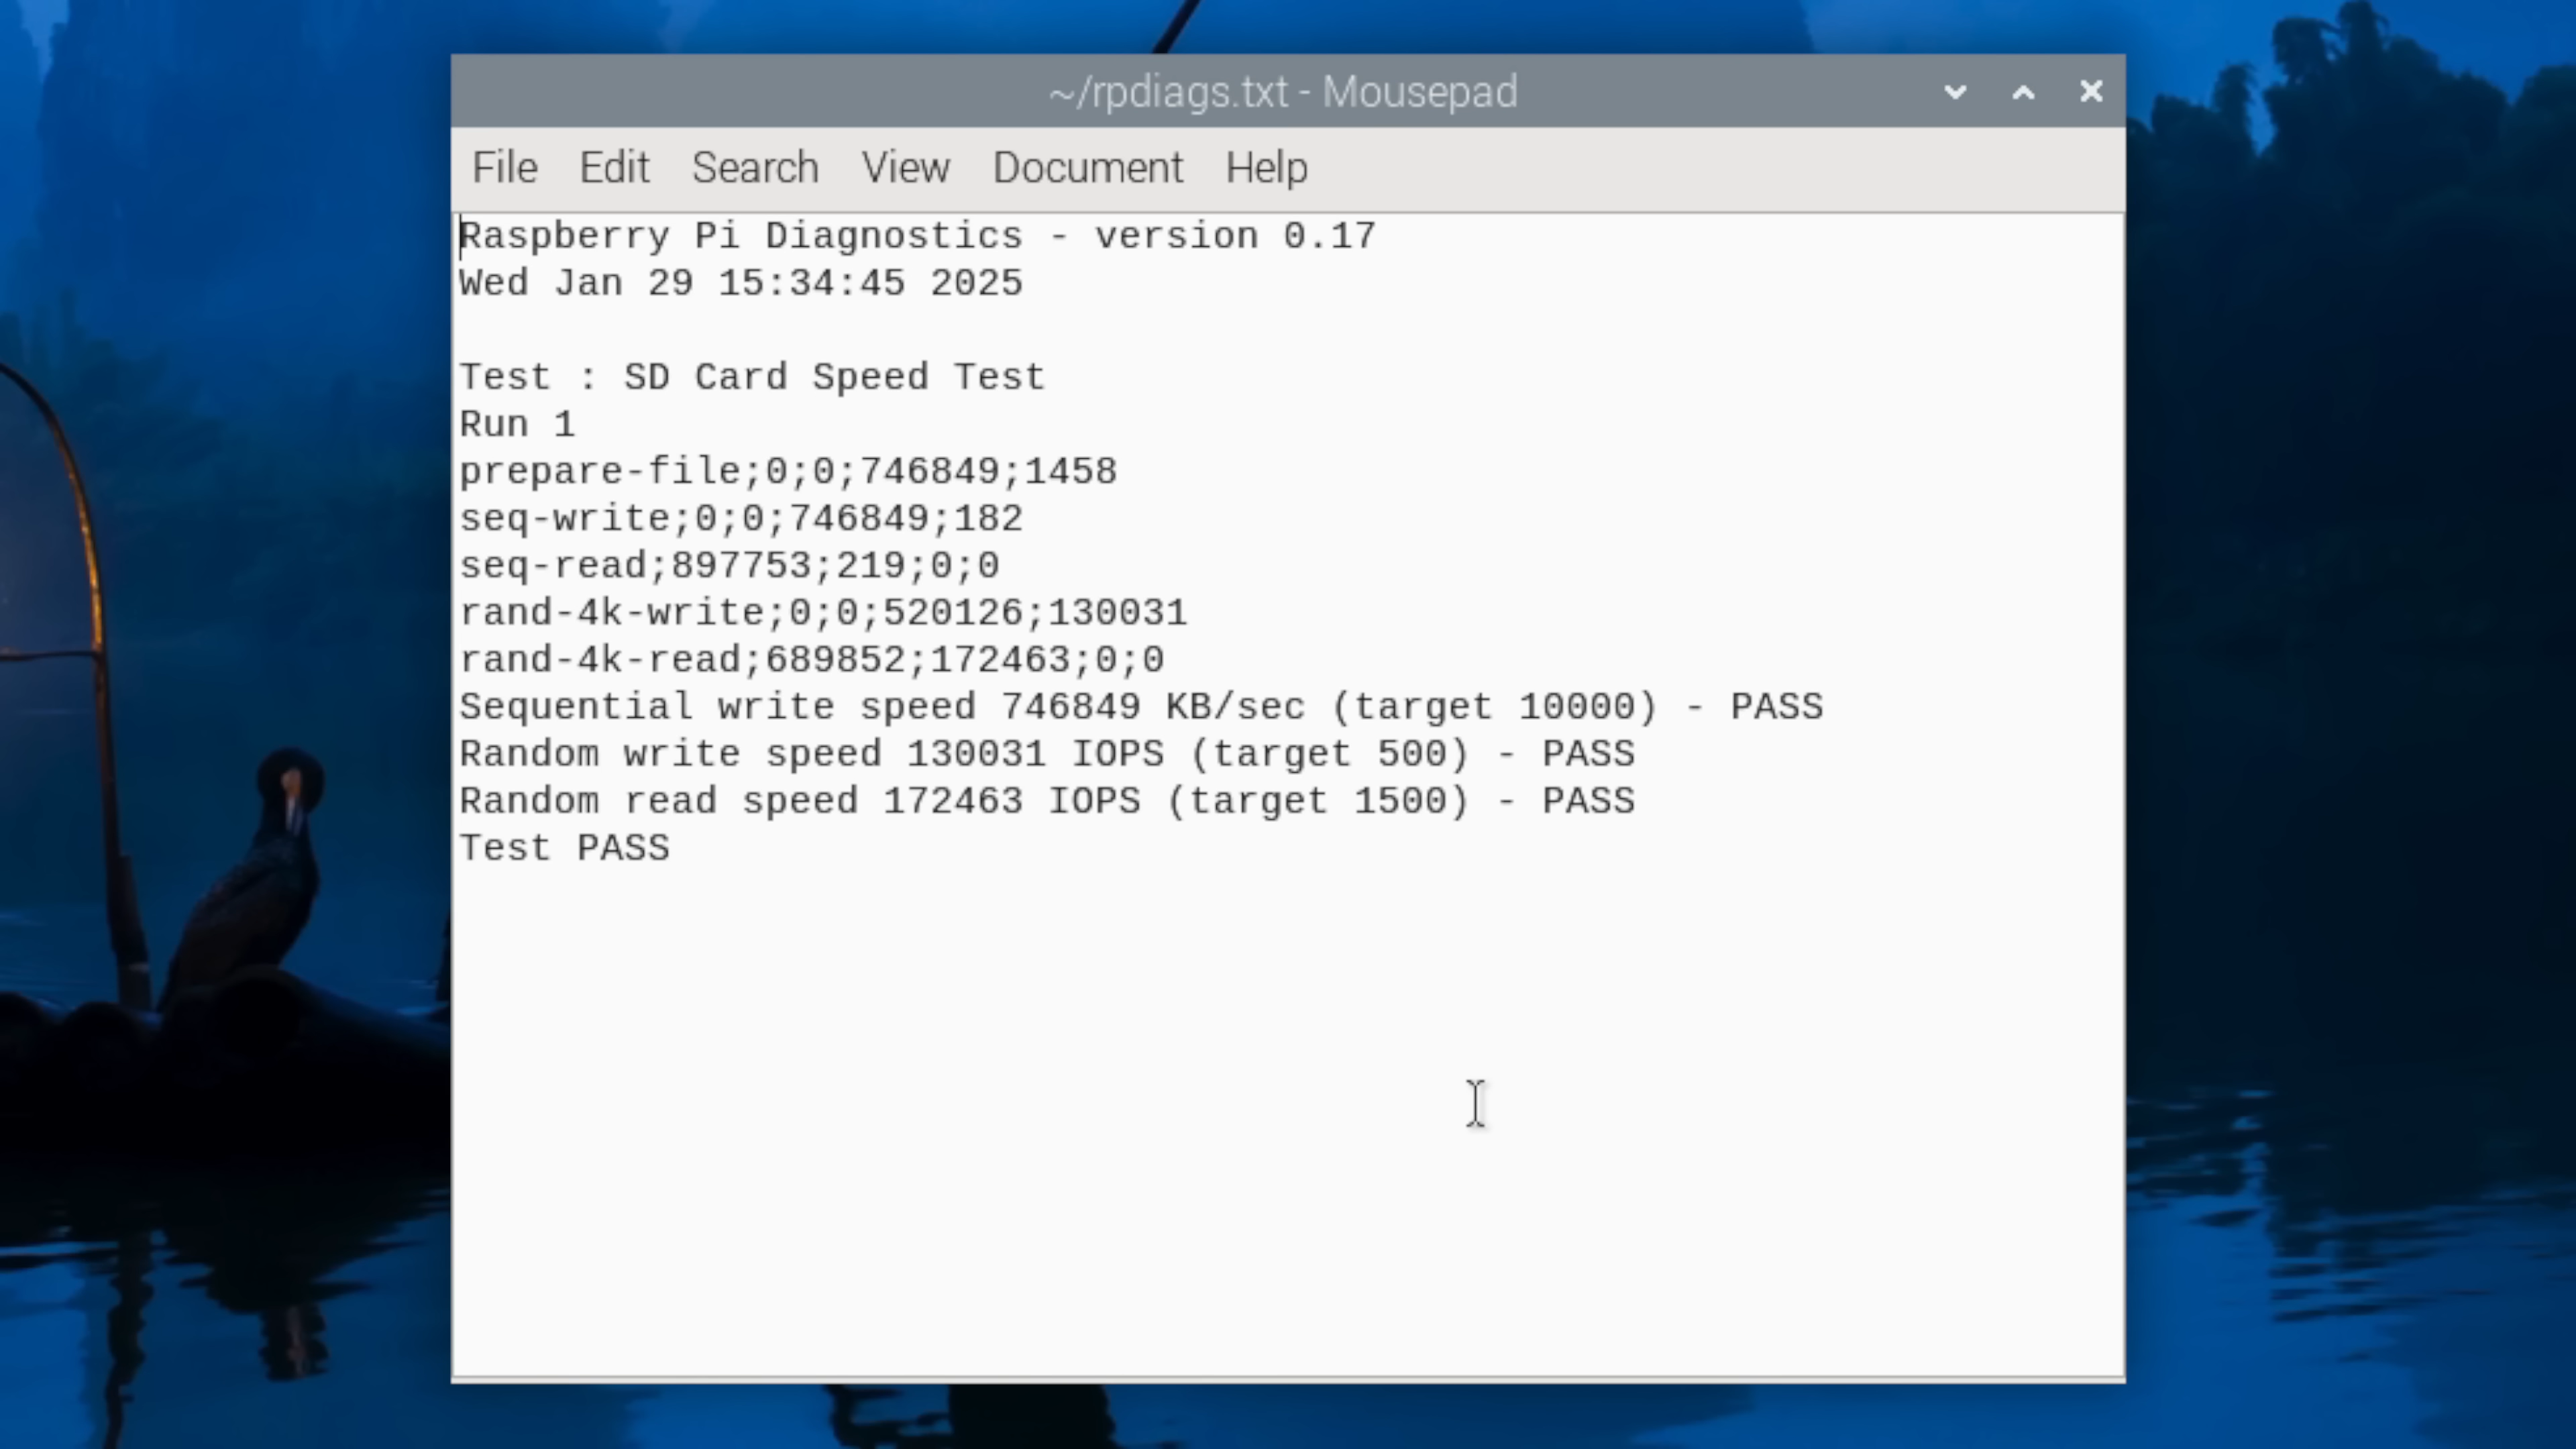 ~/rpdiags.txt - Mousepad
File Edit Search View Document Help
Raspberry Pi Diagnostics - version 0.17
Wed Jan 29 15:34:45 2025
Test : SD Card Speed Test
Run 1
prepare-file;0;0;746849;1458
seq-write;0;0;746849;182
seq-read;897753;219;0;0
rand-4k-write;0;0;520126;130031
rand-4k-read;689852;172463;0;0
Sequential write speed 746849 KB/sec (target 10000) - PASS
Random write speed 130031 IOPS (target 500) - PASS
Random read speed 172463 IOPS (target 1500) - PASS
Test PASS